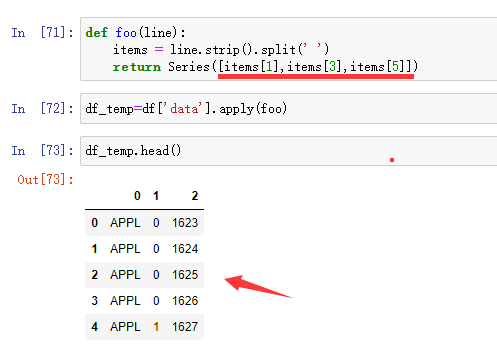 In [71]: def foo(line):
items = line.strip().split(' ')
return Series([items[1],items[3],items[5]])
In [72]: df_temp=df['data'].apply(foo)
In [73]: df_temp.head()
Out[73]:
0 1 2
0 APPL 0 1623
1 APPL 0 1624
2 APPL 0 1625
3 APPL 0 1626
4 APPL 1 1627